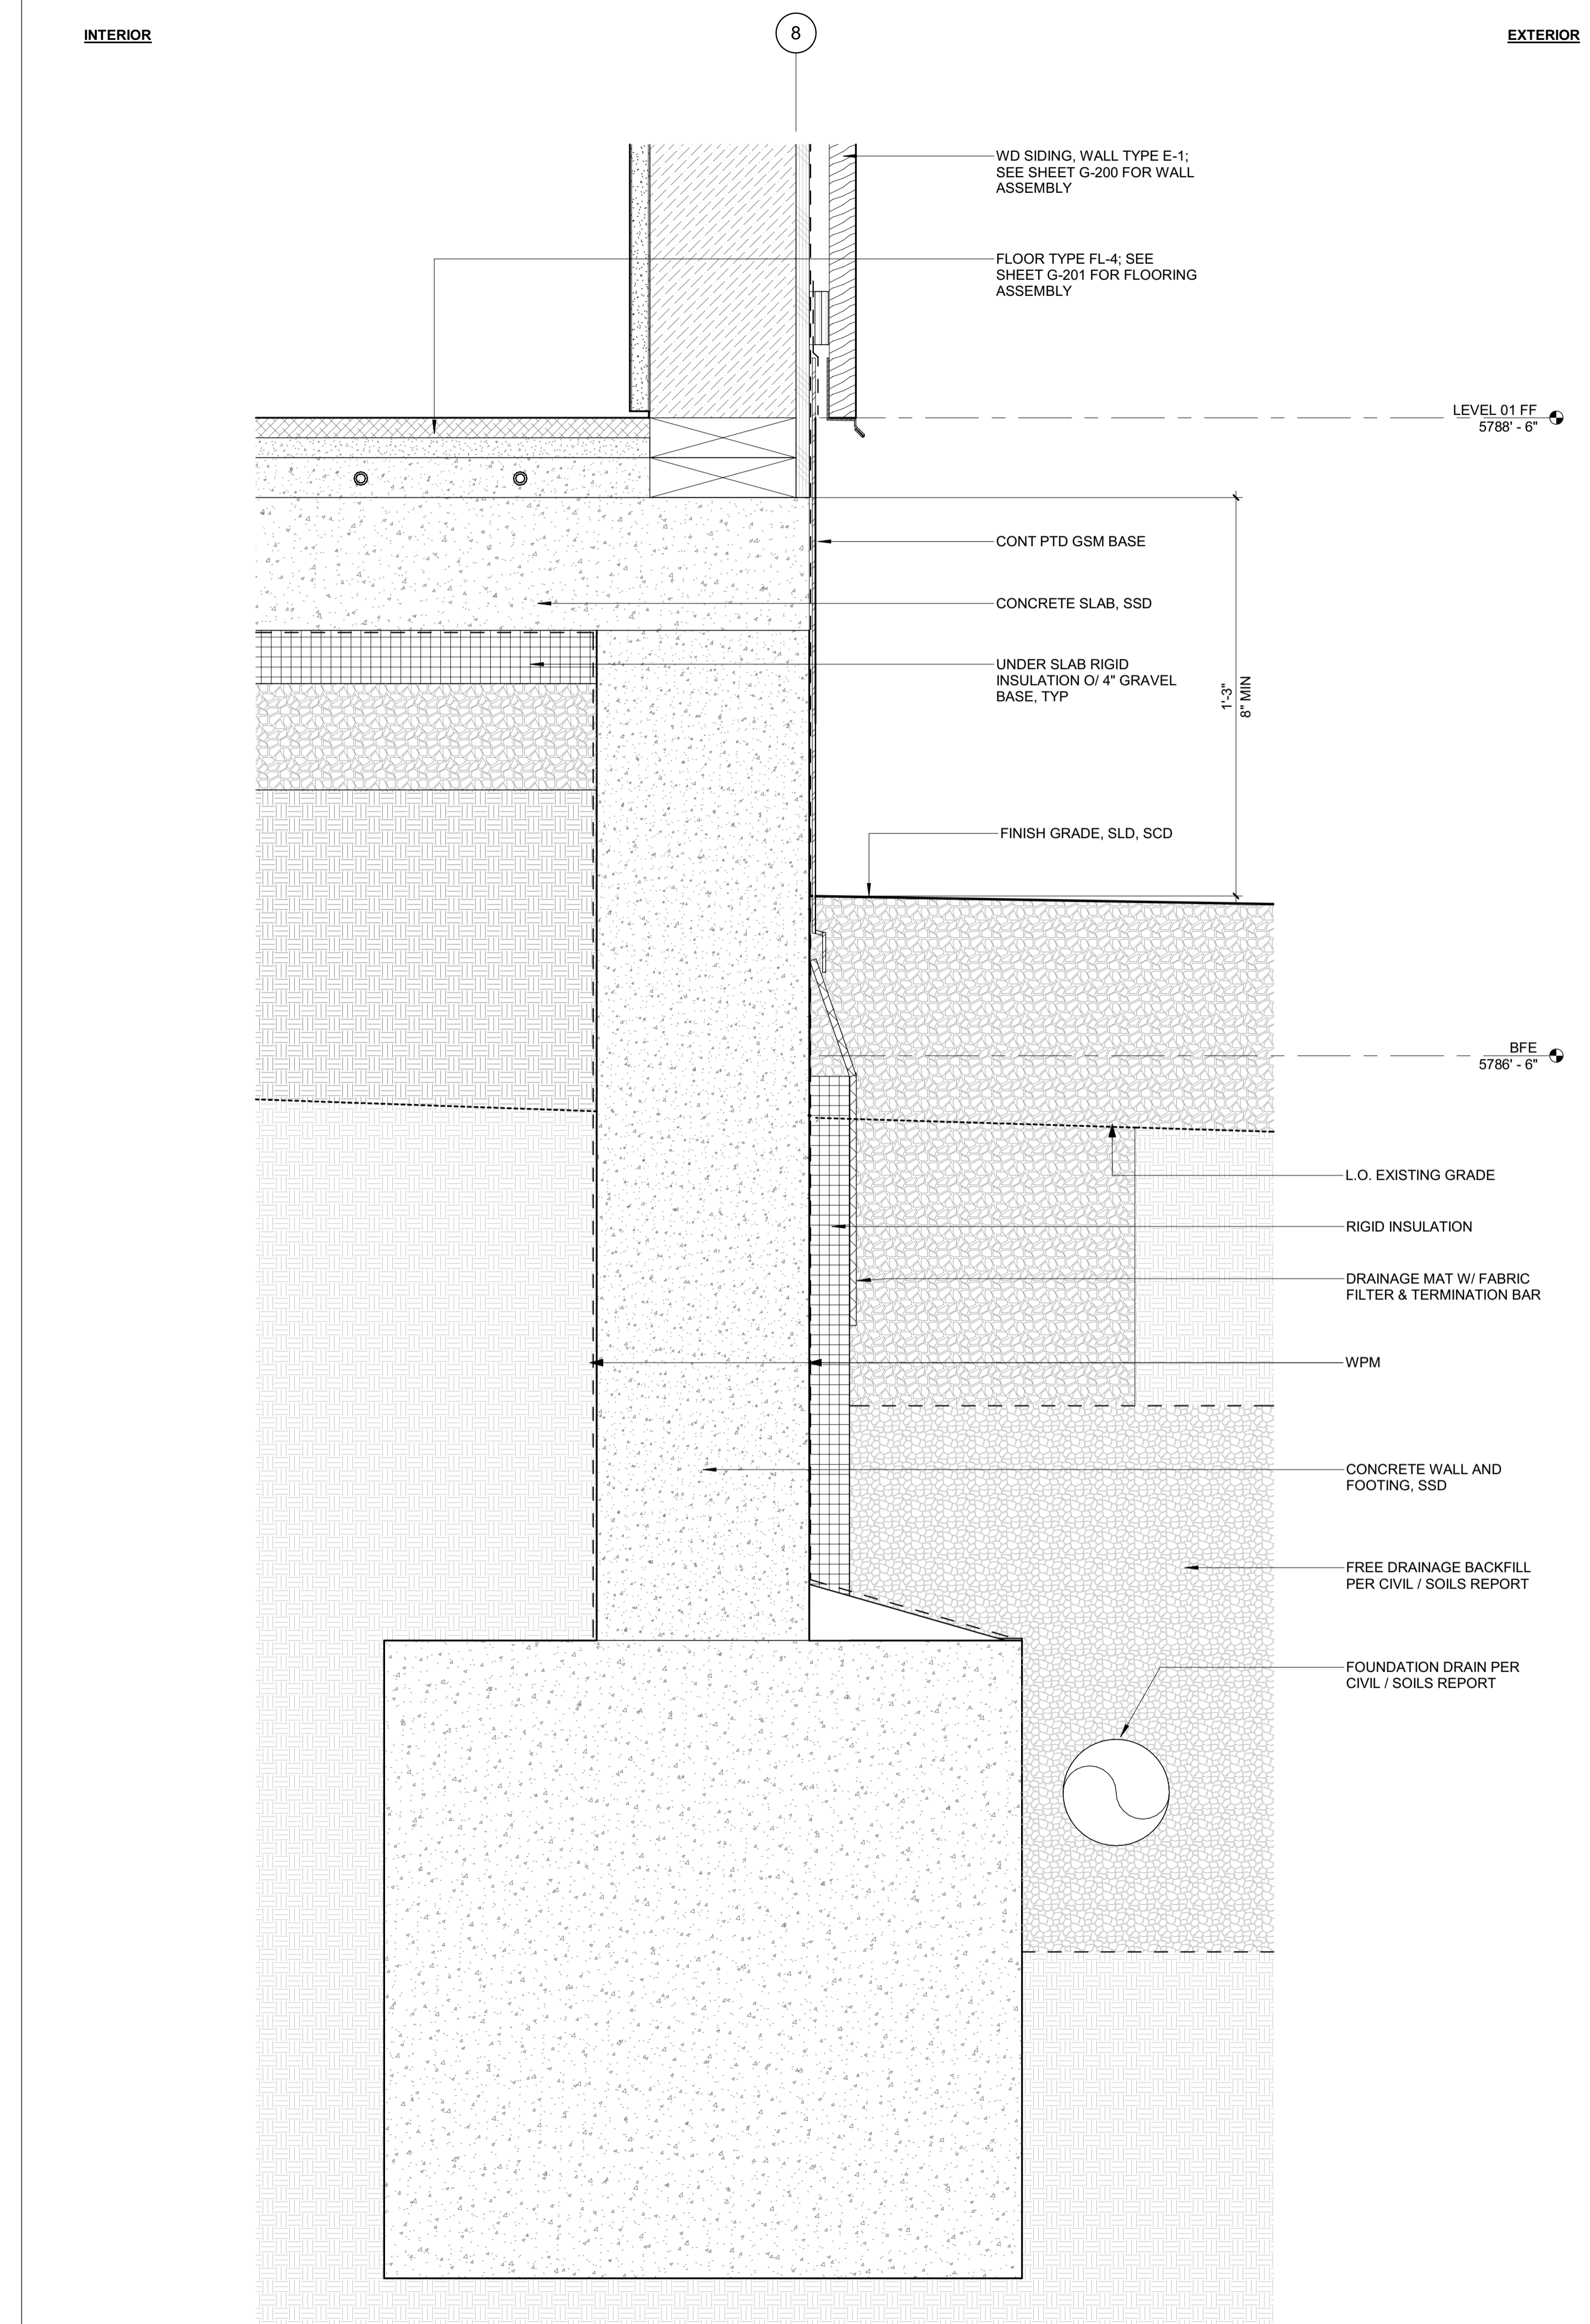 INTERIOR
8
EXTERIOR
WD SIDING, WALL TYPE E-1;
SEE SHEET G-200 FOR WALL
ASSEMBLY
FLOOR TYPE FL-4; SEE
SHEET G-201 FOR FLOORING
ASSEMBLY
LEVEL 01 FF
5788' - 6"
CONT PTD GSM BASE
CONCRETE SLAB, SSD
UNDER SLAB RIGID
INSULATION O/ 4" GRAVEL
BASE, TYP
1'-3"
8" MIN
FINISH GRADE, SLD, SCD
BFE
5786' - 6"
L.O. EXISTING GRADE
RIGID INSULATION
DRAINAGE MAT W/ FABRIC
FILTER & TERMINATION BAR
WPM
CONCRETE WALL AND
FOOTING, SSD
FREE DRAINAGE BACKFILL
PER CIVIL / SOILS REPORT
FOUNDATION DRAIN PER
CIVIL / SOILS REPORT